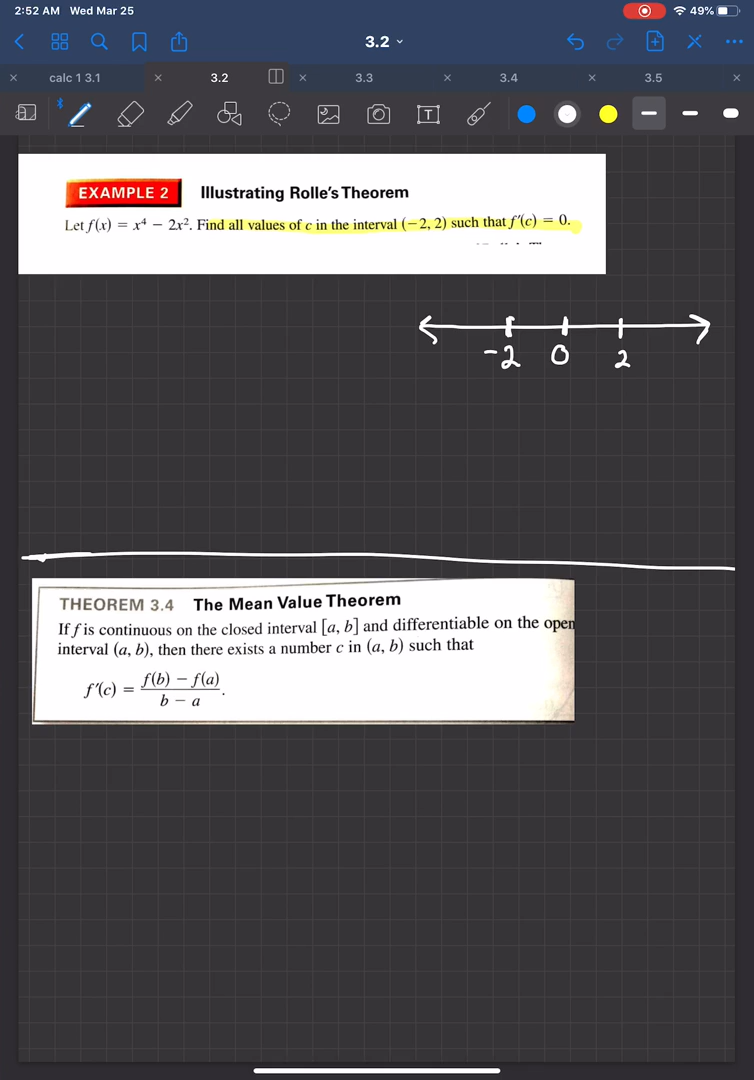 2:52 AM Wed Mar 25
49%
3.2
calc 1 3.1
3.2
3.3
3.4
3.5
T
EXAMPLE 2 Illustrating Rolle's Theorem
Let f(x) = x⁴ − 2x². Find all values of c in the interval (−2, 2) such that f′(c) = 0.
-2 0 2
THEOREM 3.4 The Mean Value Theorem
If f is continuous on the closed interval [a, b] and differentiable on the open
interval (a, b), then there exists a number c in (a, b) such that
f′(c) = f(b) − f(a)
b − a .